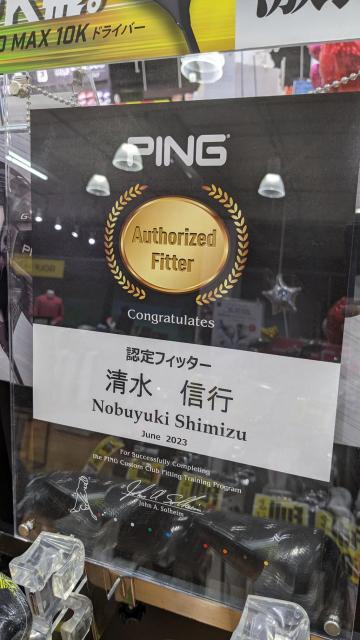 MAX 10K ドライバー
PING
Authorized
Fitter
Congratulates
認定フィッター
清水 信行
Nobuyuki Shimizu
June 2023
For Successfully Completing
the PING Custom Club Fitting Training Program
John A. Solheim
John A. Solheim